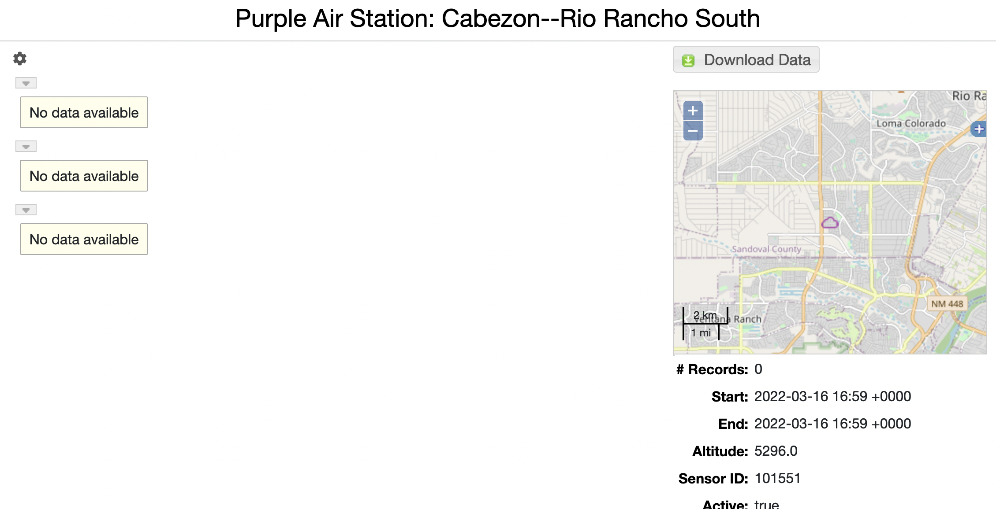 Purple Air Station: Cabezon--Rio Rancho South
No data available
No data available
No data available
Download Data
+
−
Rio Ra
Loma Colorado
+
Sandoval County
NM 448
2 km
Ventana Ranch
1 mi
# Records: 0
Start: 2022-03-16 16:59 +0000
End: 2022-03-16 16:59 +0000
Altitude: 5296.0
Sensor ID: 101551
Active: true